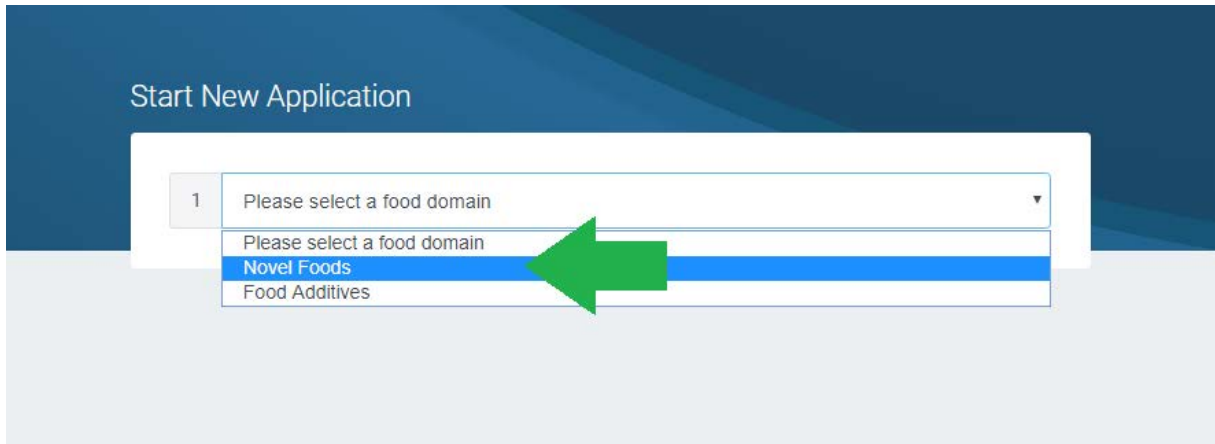 Start New Application
1 Please select a food domain
Please select a food domain
Novel Foods
Food Additives